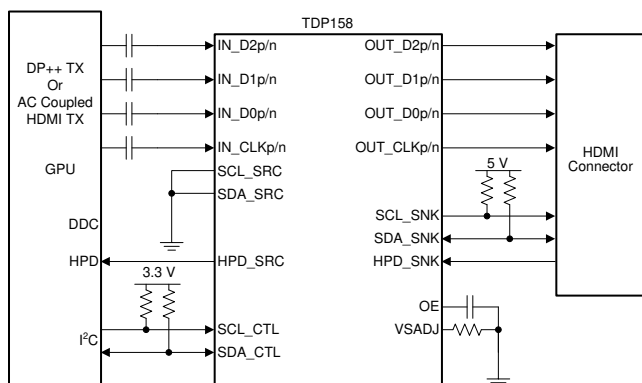 TDP158
DP++ TX
Or
AC Coupled
HDMI TX
GPU
DDC
HPD
I²C
3.3 V
IN_D2p/n
IN_D1p/n
IN_D0p/n
IN_CLKp/n
SCL_SRC
SDA_SRC
HPD_SRC
SCL_CTL
SDA_CTL
OUT_D2p/n
OUT_D1p/n
OUT_D0p/n
OUT_CLKp/n
5 V
SCL_SNK
SDA_SNK
HPD_SNK
OE
VSADJ
HDMI
Connector